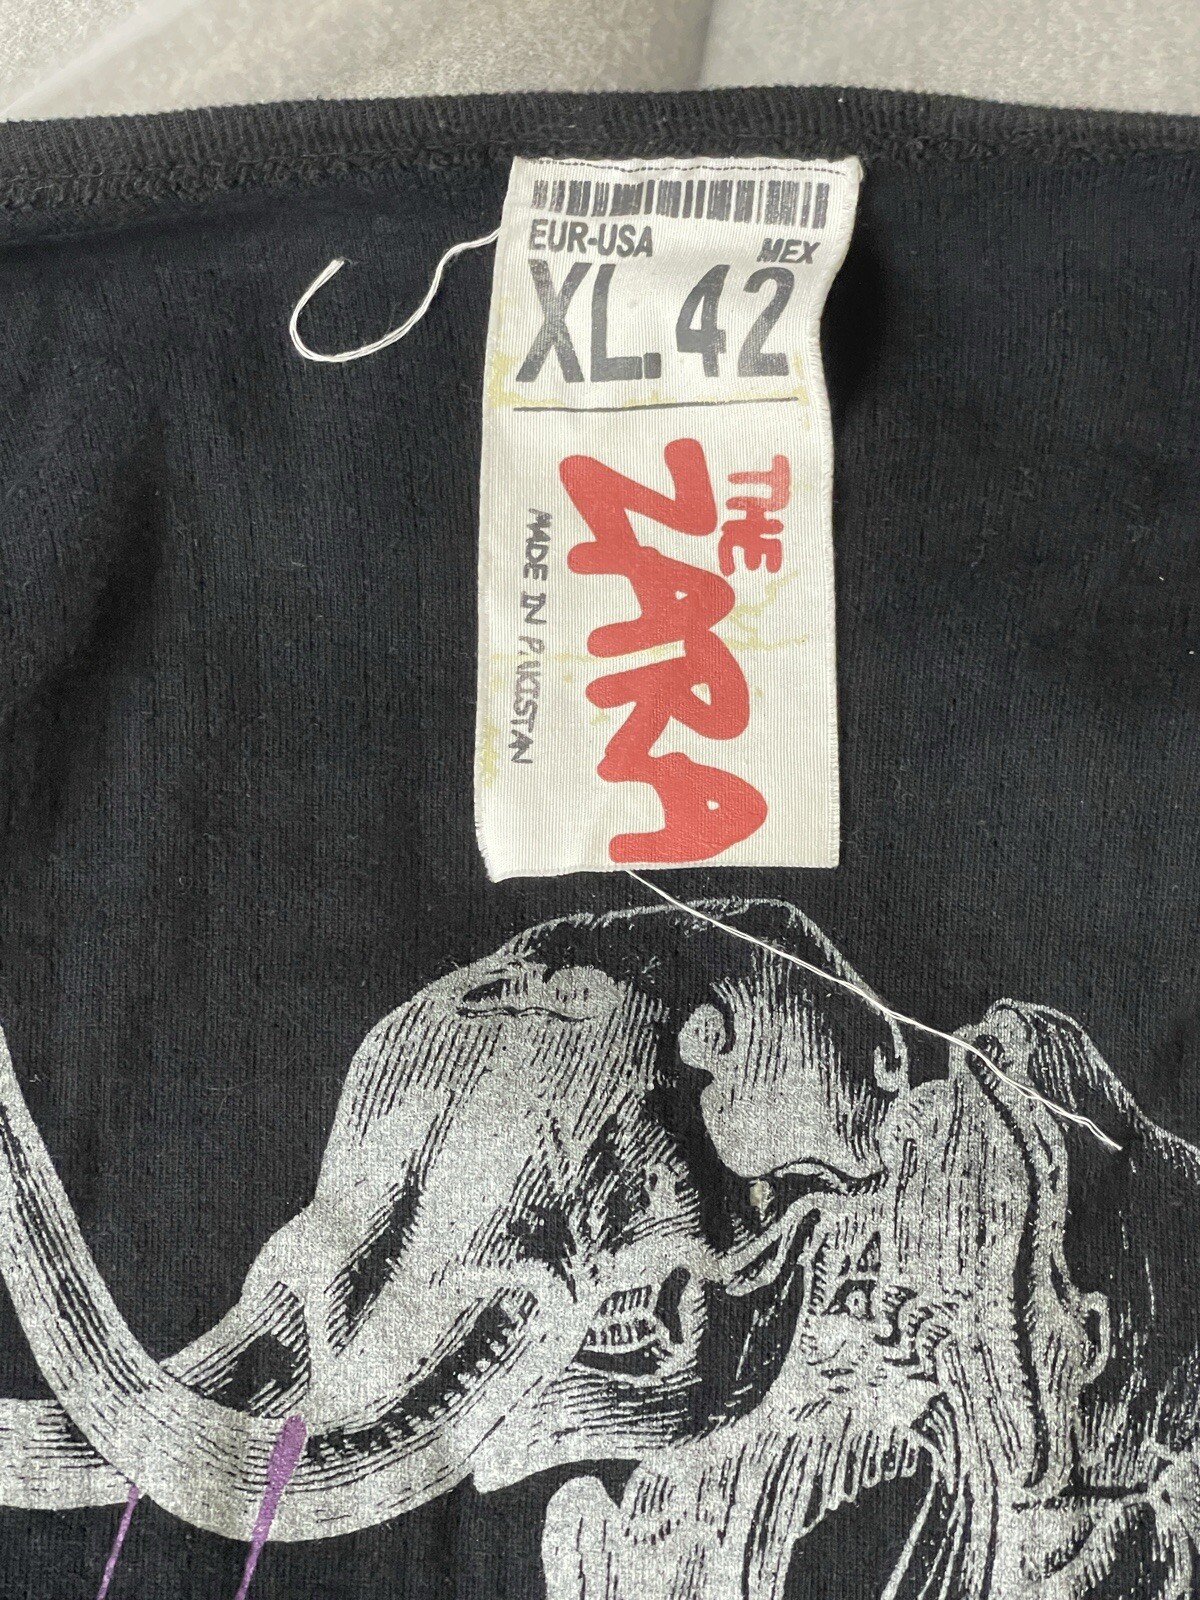 EUR-USA MEX
XL. 42
THE
ZARA
MADE IN PAKISTAN